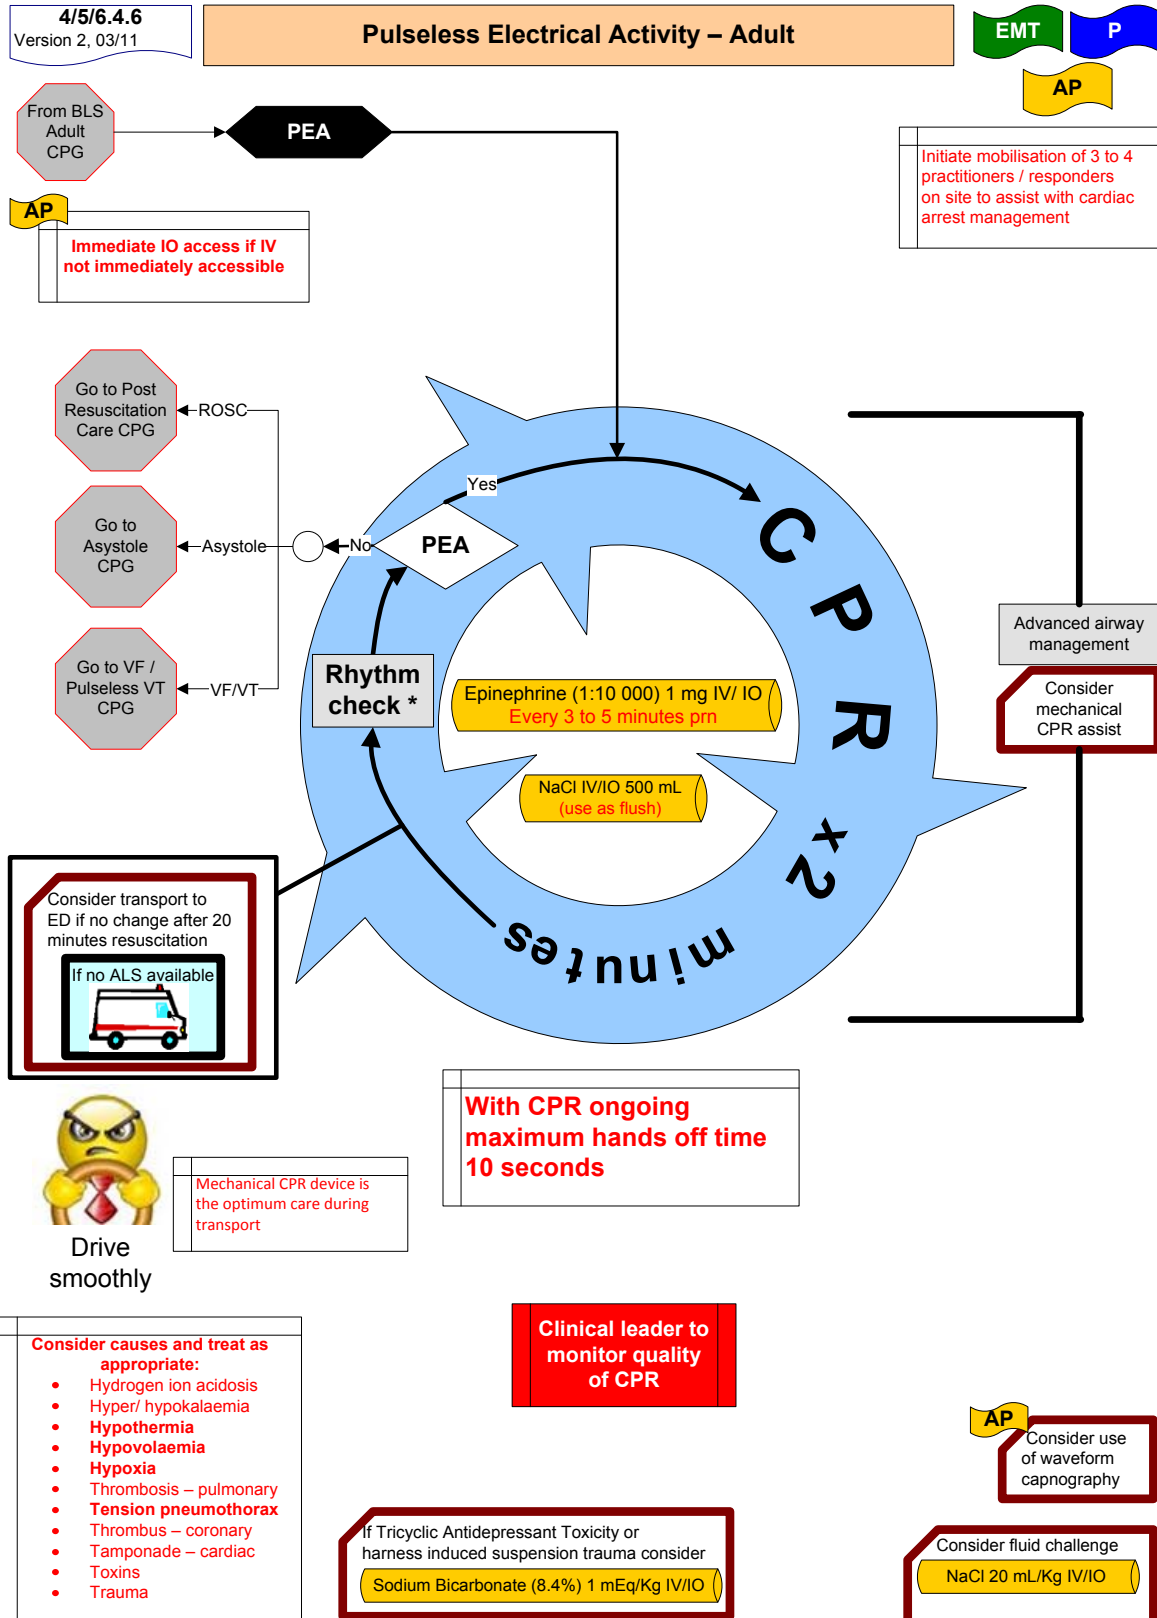 4/5/6.4.6
Version 2, 03/11
Pulseless Electrical Activity – Adult
EMT
P
AP
From BLS
Adult
CPG
PEA
Initiate mobilisation of 3 to 4
practitioners / responders
on site to assist with cardiac
arrest management
AP
Immediate IO access if IV
not immediately accessible
Go to Post
Resuscitation
Care CPG
ROSC
Go to
Asystole
CPG
Asystole
Go to VF /
Pulseless VT
CPG
VF/VT
No
Yes
PEA
Rhythm
check *
CPR x2 minutes
Epinephrine (1:10 000) 1 mg IV/ IO
Every 3 to 5 minutes prn
NaCl IV/IO 500 mL
(use as flush)
Advanced airway
management
Consider
mechanical
CPR assist
Consider transport to
ED if no change after 20
minutes resuscitation
If no ALS available
With CPR ongoing
maximum hands off time
10 seconds
Mechanical CPR device is
the optimum care during
transport
Drive
smoothly
Clinical leader to
monitor quality
of CPR
Consider causes and treat as
appropriate:
• Hydrogen ion acidosis
• Hyper/ hypokalaemia
• Hypothermia
• Hypovolaemia
• Hypoxia
• Thrombosis – pulmonary
• Tension pneumothorax
• Thrombus – coronary
• Tamponade – cardiac
• Toxins
• Trauma
AP
Consider use
of waveform
capnography
If Tricyclic Antidepressant Toxicity or
harness induced suspension trauma consider
Sodium Bicarbonate (8.4%) 1 mEq/Kg IV/IO
Consider fluid challenge
NaCl 20 mL/Kg IV/IO